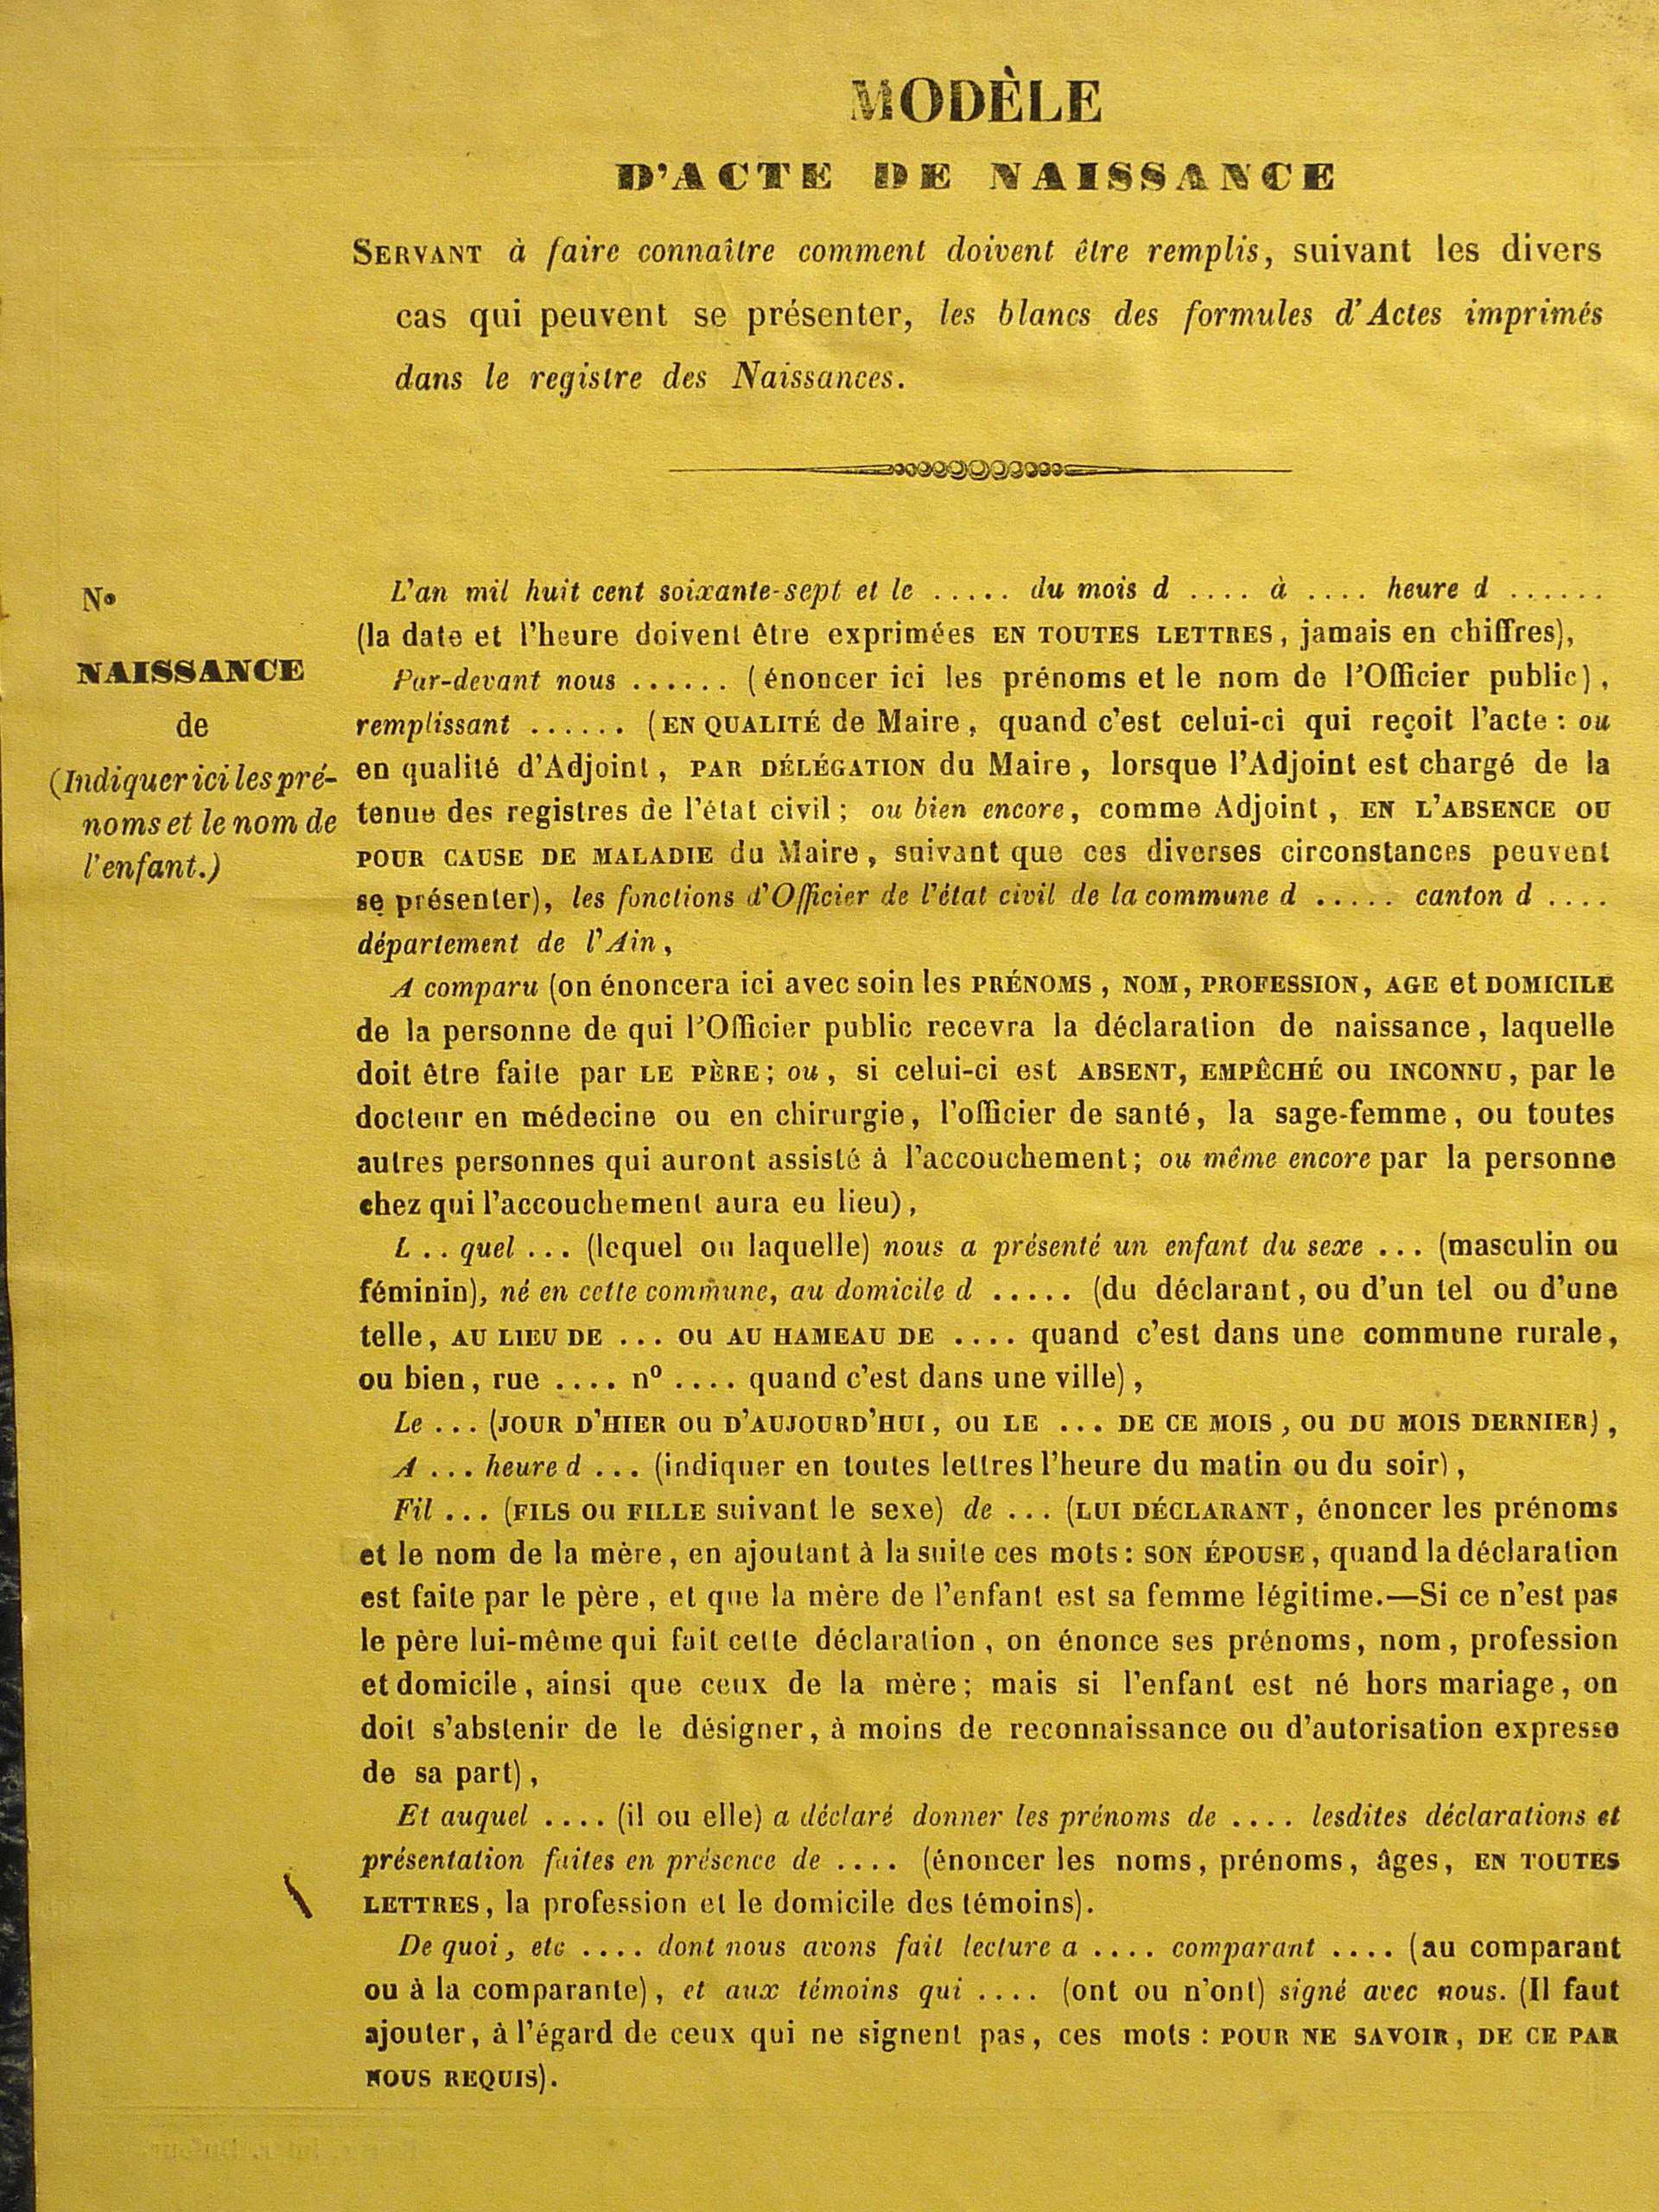 MODÈLE
D'ACTE DE NAISSANCE
SERVANT à faire connaître comment doivent être remplis, suivant les divers
cas qui peuvent se présenter, les blancs des formules d'Actes imprimés
dans le registre des Naissances.
No
NAISSANCE
de
(Indiquer ici les pré-
noms et le nom de
l'enfant.)
L'an mil huit cent soixante-sept et le ..... du mois d .... à .... heure d ......
(la date et l'heure doivent être exprimées EN TOUTES LETTRES, jamais en chiffres),
Par-devant nous ...... (énoncer ici les prénoms et le nom de l'Officier public),
remplissant ...... (EN QUALITÉ de Maire, quand c'est celui-ci qui reçoit l'acte : ou
en qualité d'Adjoint, PAR DÉLÉGATION du Maire, lorsque l'Adjoint est chargé de la
tenue des registres de l'état civil ; ou bien encore, comme Adjoint, EN L'ABSENCE OU
POUR CAUSE DE MALADIE du Maire, suivant que ces diverses circonstances peuvent
se présenter), les fonctions d'Officier de l'état civil de la commune d ..... canton d ....
département de l'Ain,
A comparu (on énoncera ici avec soin les PRÉNOMS, NOM, PROFESSION, AGE et DOMICILE
de la personne de qui l'Officier public recevra la déclaration de naissance, laquelle
doit être faite par LE PÈRE; ou, si celui-ci est ABSENT, EMPÊCHÉ ou INCONNU, par le
docteur en médecine ou en chirurgie, l'officier de santé, la sage-femme, ou toutes
autres personnes qui auront assisté à l'accouchement; ou même encore par la personne
chez qui l'accouchement aura eu lieu),
L .. quel ... (lequel ou laquelle) nous a présenté un enfant du sexe ... (masculin ou
féminin), né en cette commune, au domicile d ..... (du déclarant, ou d'un tel ou d'une
telle, AU LIEU DE ... ou AU HAMEAU DE .... quand c'est dans une commune rurale,
ou bien, rue .... nº .... quand c'est dans une ville),
Le ... (JOUR D'HIER ou D'AUJOURD'HUI, ou LE ... DE CE MOIS, ou DU MOIS DERNIER),
A ... heure d ... (indiquer en toutes lettres l'heure du matin ou du soir),
Fil ... (FILS ou FILLE suivant le sexe) de ... (LUI DÉCLARANT, énoncer les prénoms
et le nom de la mère, en ajoutant à la suite ces mots : SON ÉPOUSE, quand la déclaration
est faite par le père, et que la mère de l'enfant est sa femme légitime.—Si ce n'est pas
le père lui-même qui fait cette déclaration, on énonce ses prénoms, nom, profession
et domicile, ainsi que ceux de la mère; mais si l'enfant est né hors mariage, on
doit s'abstenir de le désigner, à moins de reconnaissance ou d'autorisation expresse
de sa part),
Et auquel .... (il ou elle) a déclaré donner les prénoms de .... lesdites déclarations et
présentation faites en présence de .... (énoncer les noms, prénoms, âges, EN TOUTES
LETTRES, la profession et le domicile des témoins).
De quoi, etc .... dont nous avons fait lecture a .... comparant .... (au comparant
ou à la comparante), et aux témoins qui .... (ont ou n'ont) signé avec nous. (Il faut
ajouter, à l'égard de ceux qui ne signent pas, ces mots : POUR NE SAVOIR, DE CE PAR
NOUS REQUIS).